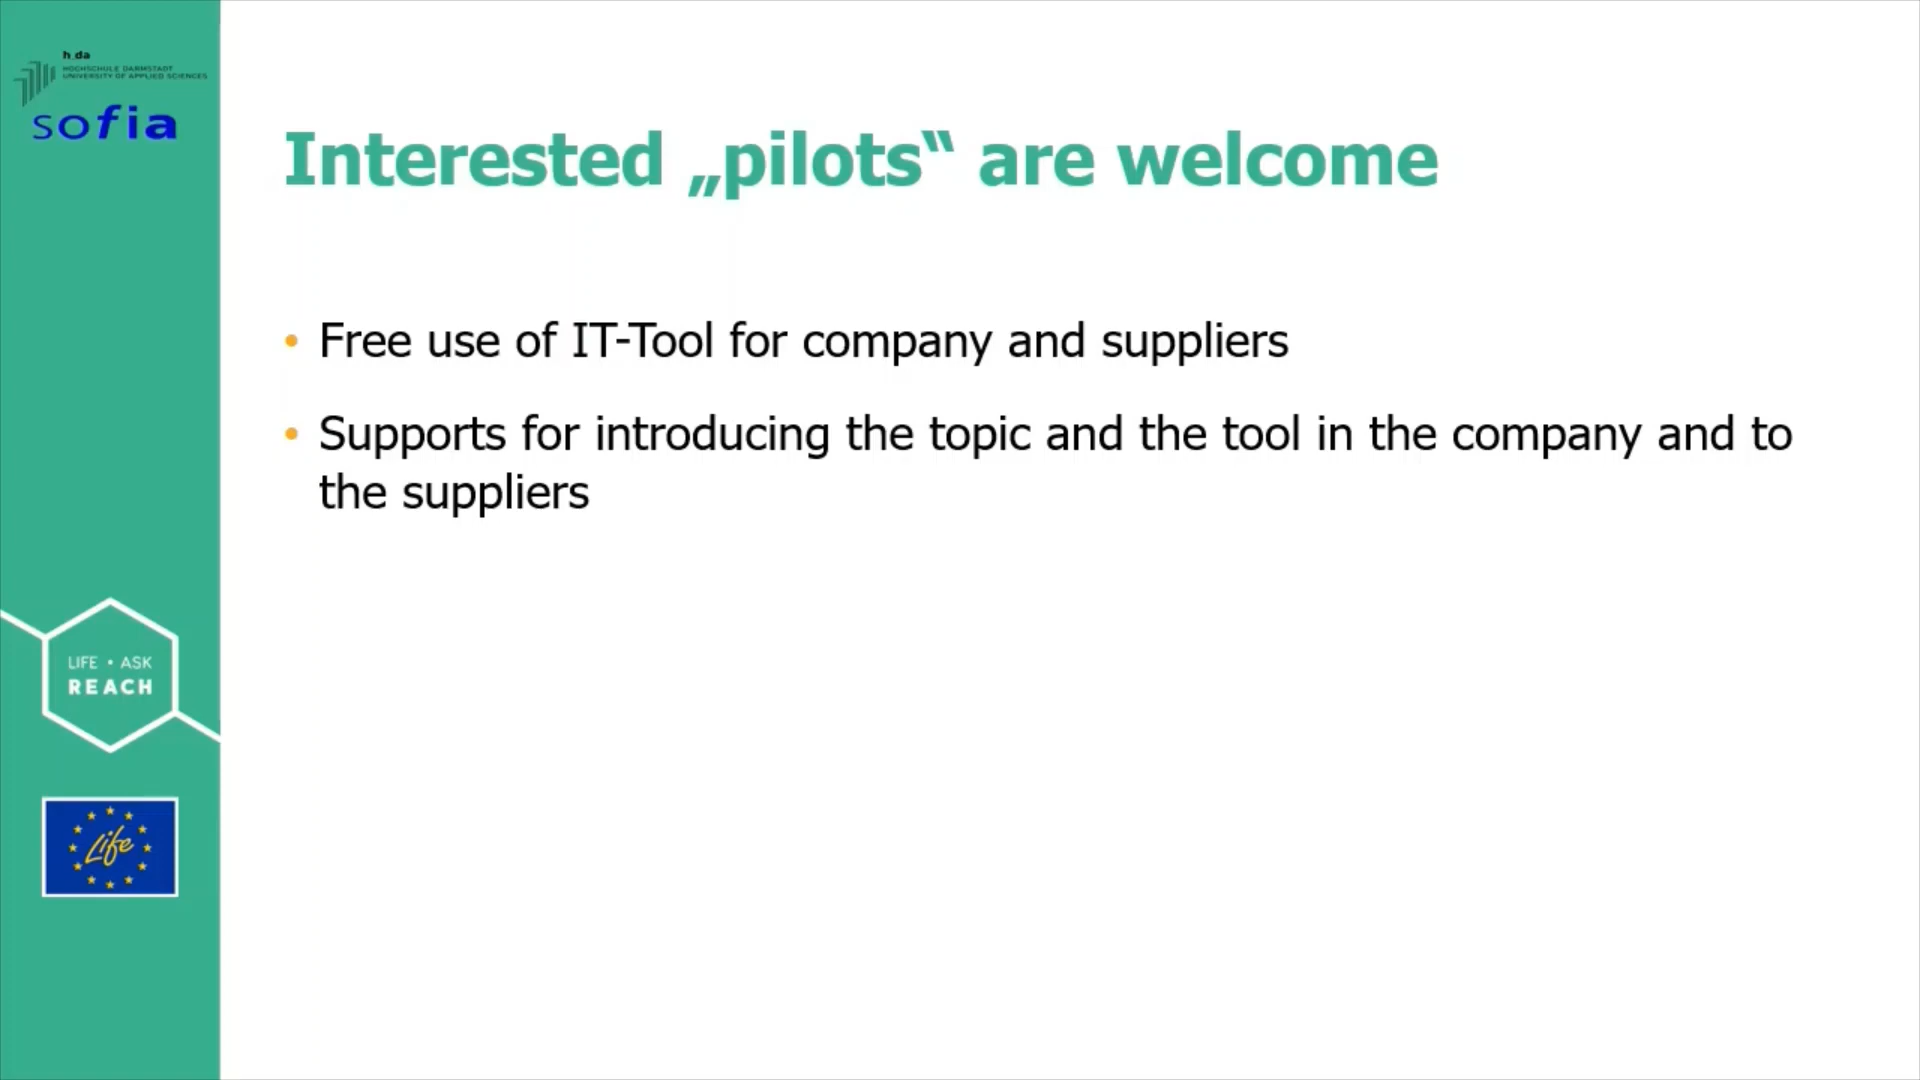 h_da
HOCHSCHULE DARMSTADT
UNIVERSITY OF APPLIED SCIENCES
sofia
Interested „pilots‟ are welcome
• Free use of IT-Tool for company and suppliers
• Supports for introducing the topic and the tool in the company and to
the suppliers
LIFE • ASK
REACH
Life